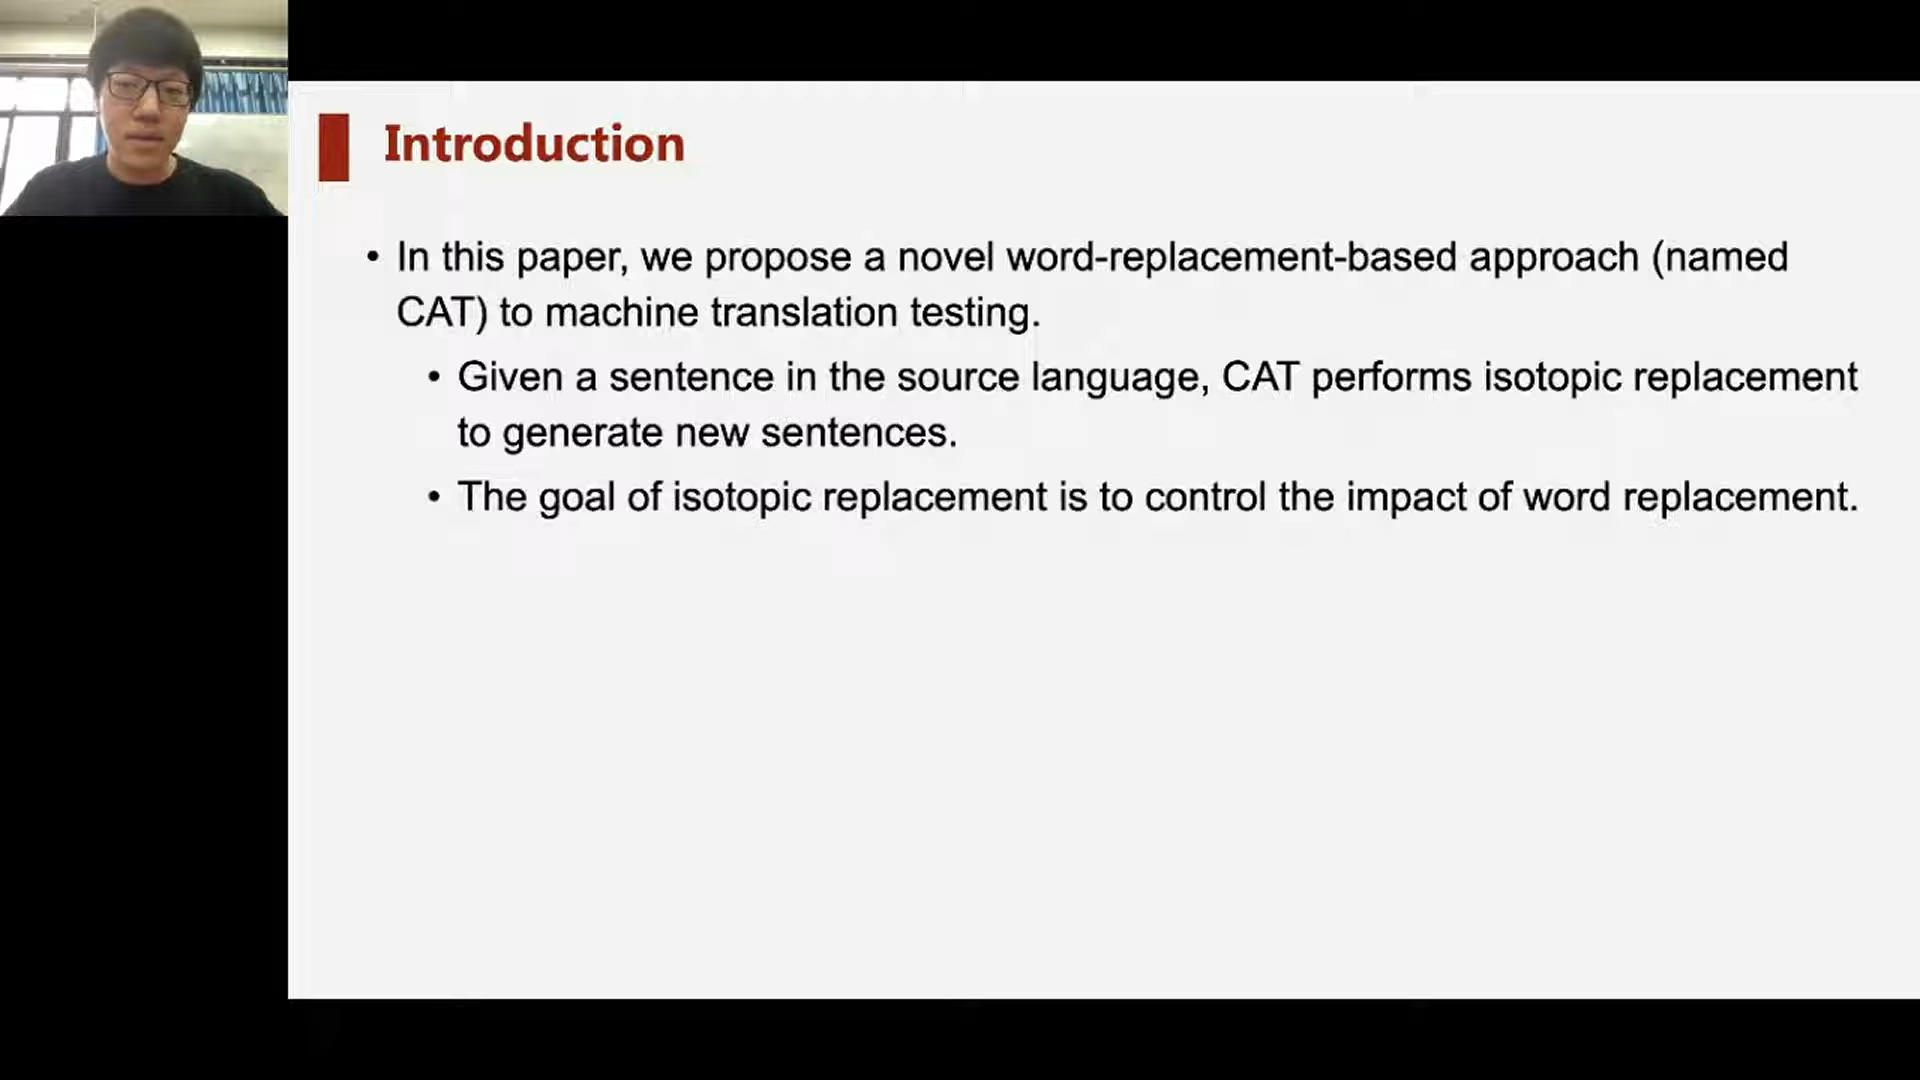 Introduction
• In this paper, we propose a novel word-replacement-based approach (named
CAT) to machine translation testing.
• Given a sentence in the source language, CAT performs isotopic replacement
to generate new sentences.
• The goal of isotopic replacement is to control the impact of word replacement.